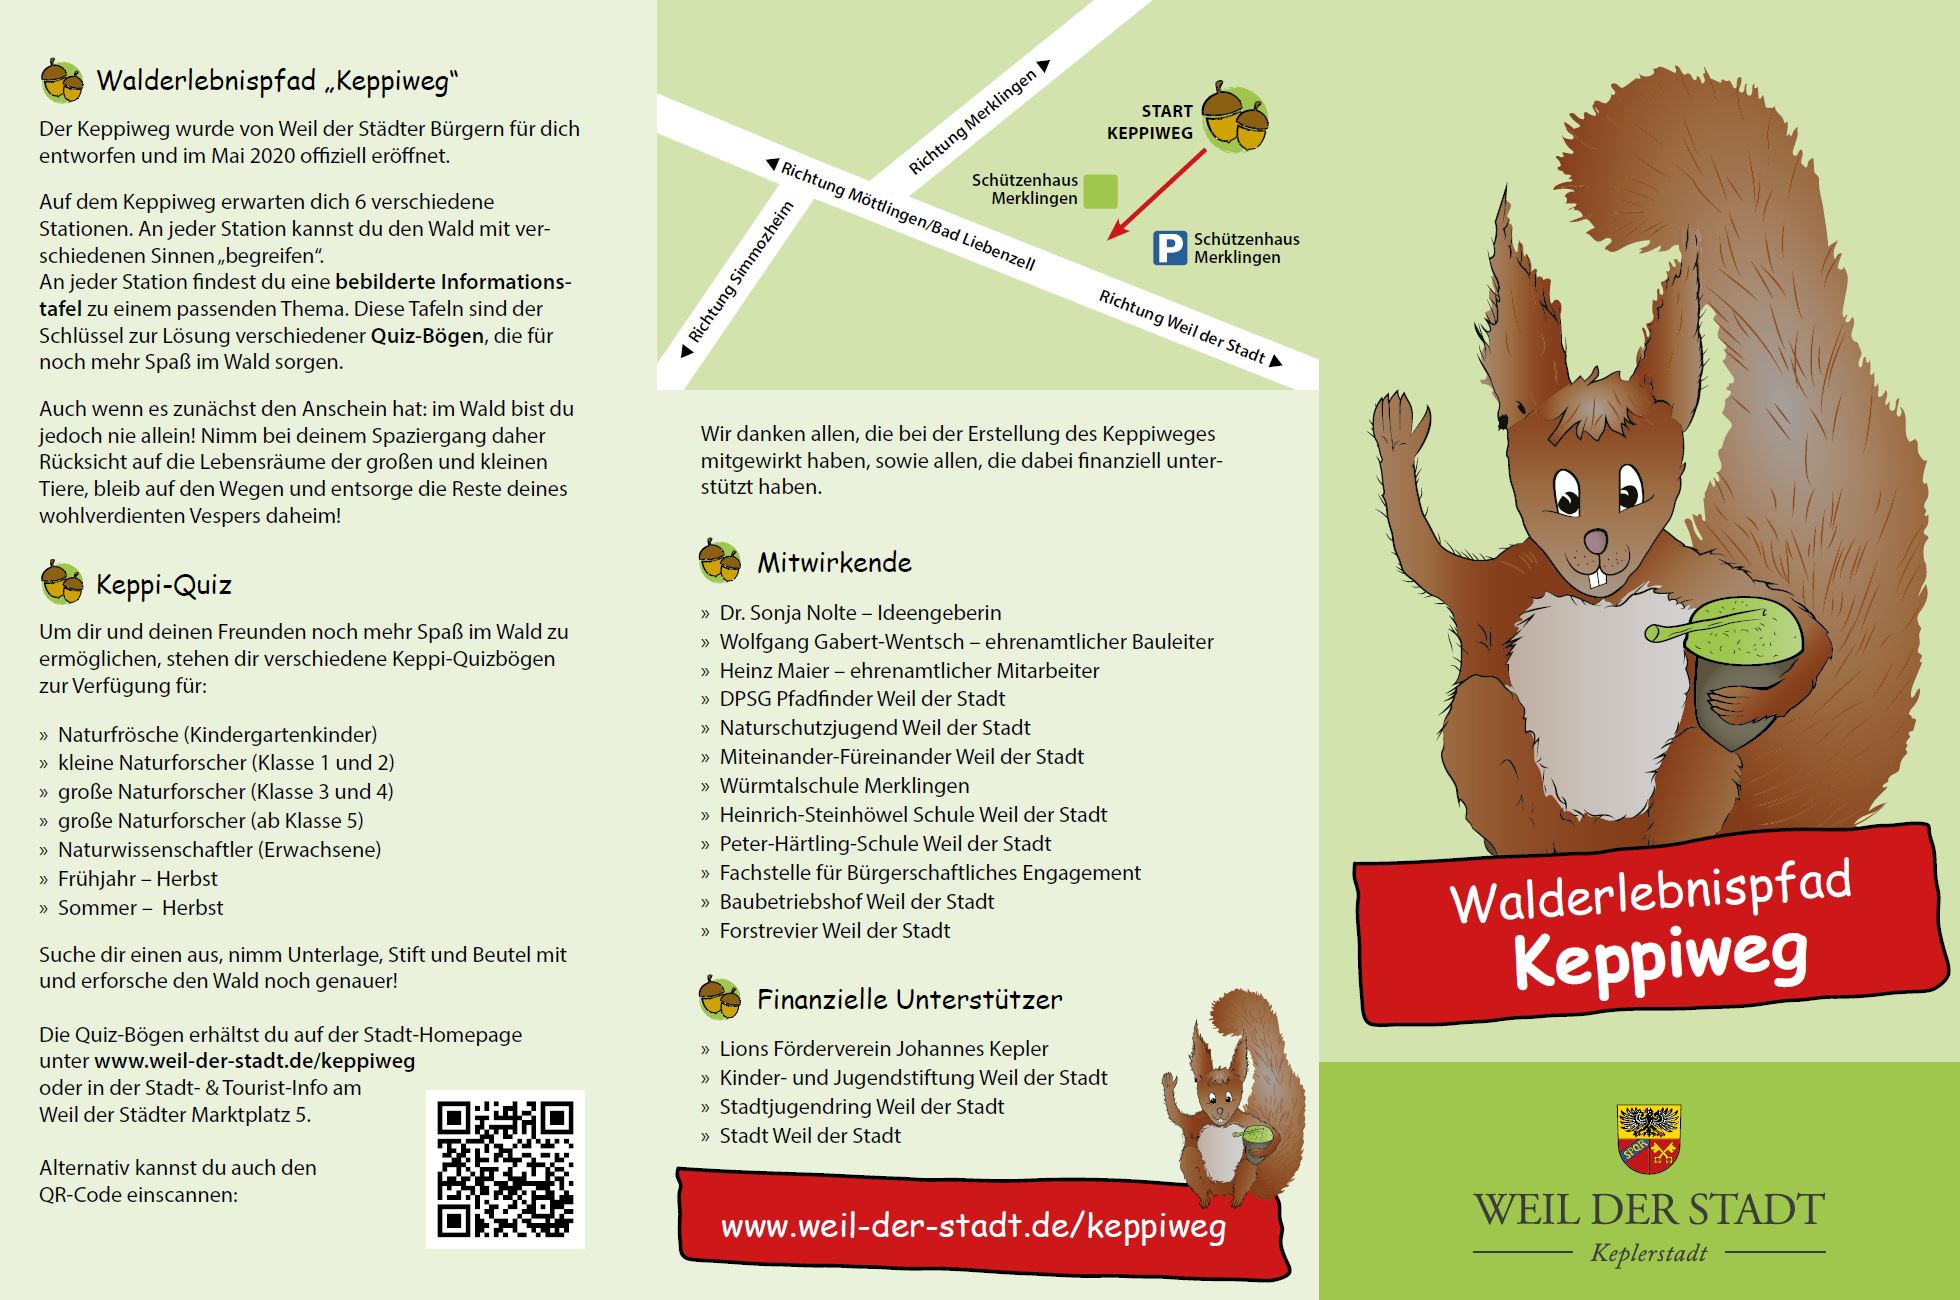 Walderlebnispfad „Keppiweg“
Der Keppiweg wurde von Weil der Städter Bürgern für dich
entworfen und im Mai 2020 offiziell eröffnet.
Auf dem Keppiweg erwarten dich 6 verschiedene
Stationen. An jeder Station kannst du den Wald mit ver-
schiedenen Sinnen „begreifen“.
An jeder Station findest du eine bebilderte Informations-
tafel zu einem passenden Thema. Diese Tafeln sind der
Schlüssel zur Lösung verschiedener Quiz-Bögen, die für
noch mehr Spaß im Wald sorgen.
Auch wenn es zunächst den Anschein hat: im Wald bist du
jedoch nie allein! Nimm bei deinem Spaziergang daher
Rücksicht auf die Lebensräume der großen und kleinen
Tiere, bleib auf den Wegen und entsorge die Reste deines
wohlverdienten Vespers daheim!
Keppi-Quiz
Um dir und deinen Freunden noch mehr Spaß im Wald zu
ermöglichen, stehen dir verschiedene Keppi-Quizbögen
zur Verfügung für:
» Naturfrösche (Kindergartenkinder)
» kleine Naturforscher (Klasse 1 und 2)
» große Naturforscher (Klasse 3 und 4)
» große Naturforscher (ab Klasse 5)
» Naturwissenschaftler (Erwachsene)
» Frühjahr – Herbst
» Sommer – Herbst
Suche dir einen aus, nimm Unterlage, Stift und Beutel mit
und erforsche den Wald noch genauer!
Die Quiz-Bögen erhältst du auf der Stadt-Homepage
unter www.weil-der-stadt.de/keppiweg
oder in der Stadt- & Tourist-Info am
Weil der Städter Marktplatz 5.
Alternativ kannst du auch den
QR-Code einscannen:
Richtung Merklingen
START
KEPPIWEG
Richtung Möttlingen/Bad Liebenzell
Schützenhaus
Merklingen
P
Schützenhaus
Merklingen
Richtung Simmozheim
Richtung Weil der Stadt
Wir danken allen, die bei der Erstellung des Keppiweges
mitgewirkt haben, sowie allen, die dabei finanziell unter-
stützt haben.
Mitwirkende
» Dr. Sonja Nolte – Ideengeberin
» Wolfgang Gabert-Wentsch – ehrenamtlicher Bauleiter
» Heinz Maier – ehrenamtlicher Mitarbeiter
» DPSG Pfadfinder Weil der Stadt
» Naturschutzjugend Weil der Stadt
» Miteinander-Füreinander Weil der Stadt
» Würmtalschule Merklingen
» Heinrich-Steinhöwel Schule Weil der Stadt
» Peter-Härtling-Schule Weil der Stadt
» Fachstelle für Bürgerschaftliches Engagement
» Baubetriebshof Weil der Stadt
» Forstrevier Weil der Stadt
Finanzielle Unterstützer
» Lions Förderverein Johannes Kepler
» Kinder- und Jugendstiftung Weil der Stadt
» Stadtjugendring Weil der Stadt
» Stadt Weil der Stadt
www.weil-der-stadt.de/keppiweg
Walderlebnispfad
Keppiweg
SPQR
WEIL DER STADT
Keplerstadt